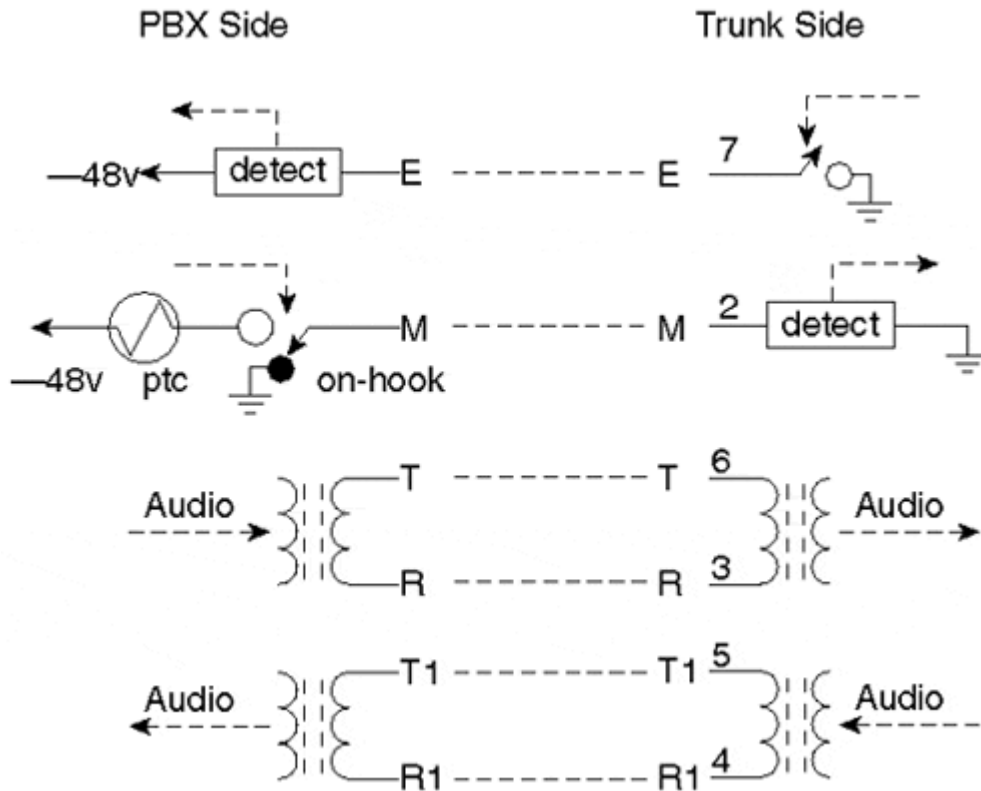 PBX Side Trunk Side
—48v detect E E 7
—48v ptc on-hook M M 2 detect
Audio T T 6 Audio
R R 3
Audio T1 T1 5 Audio
R1 R1 4